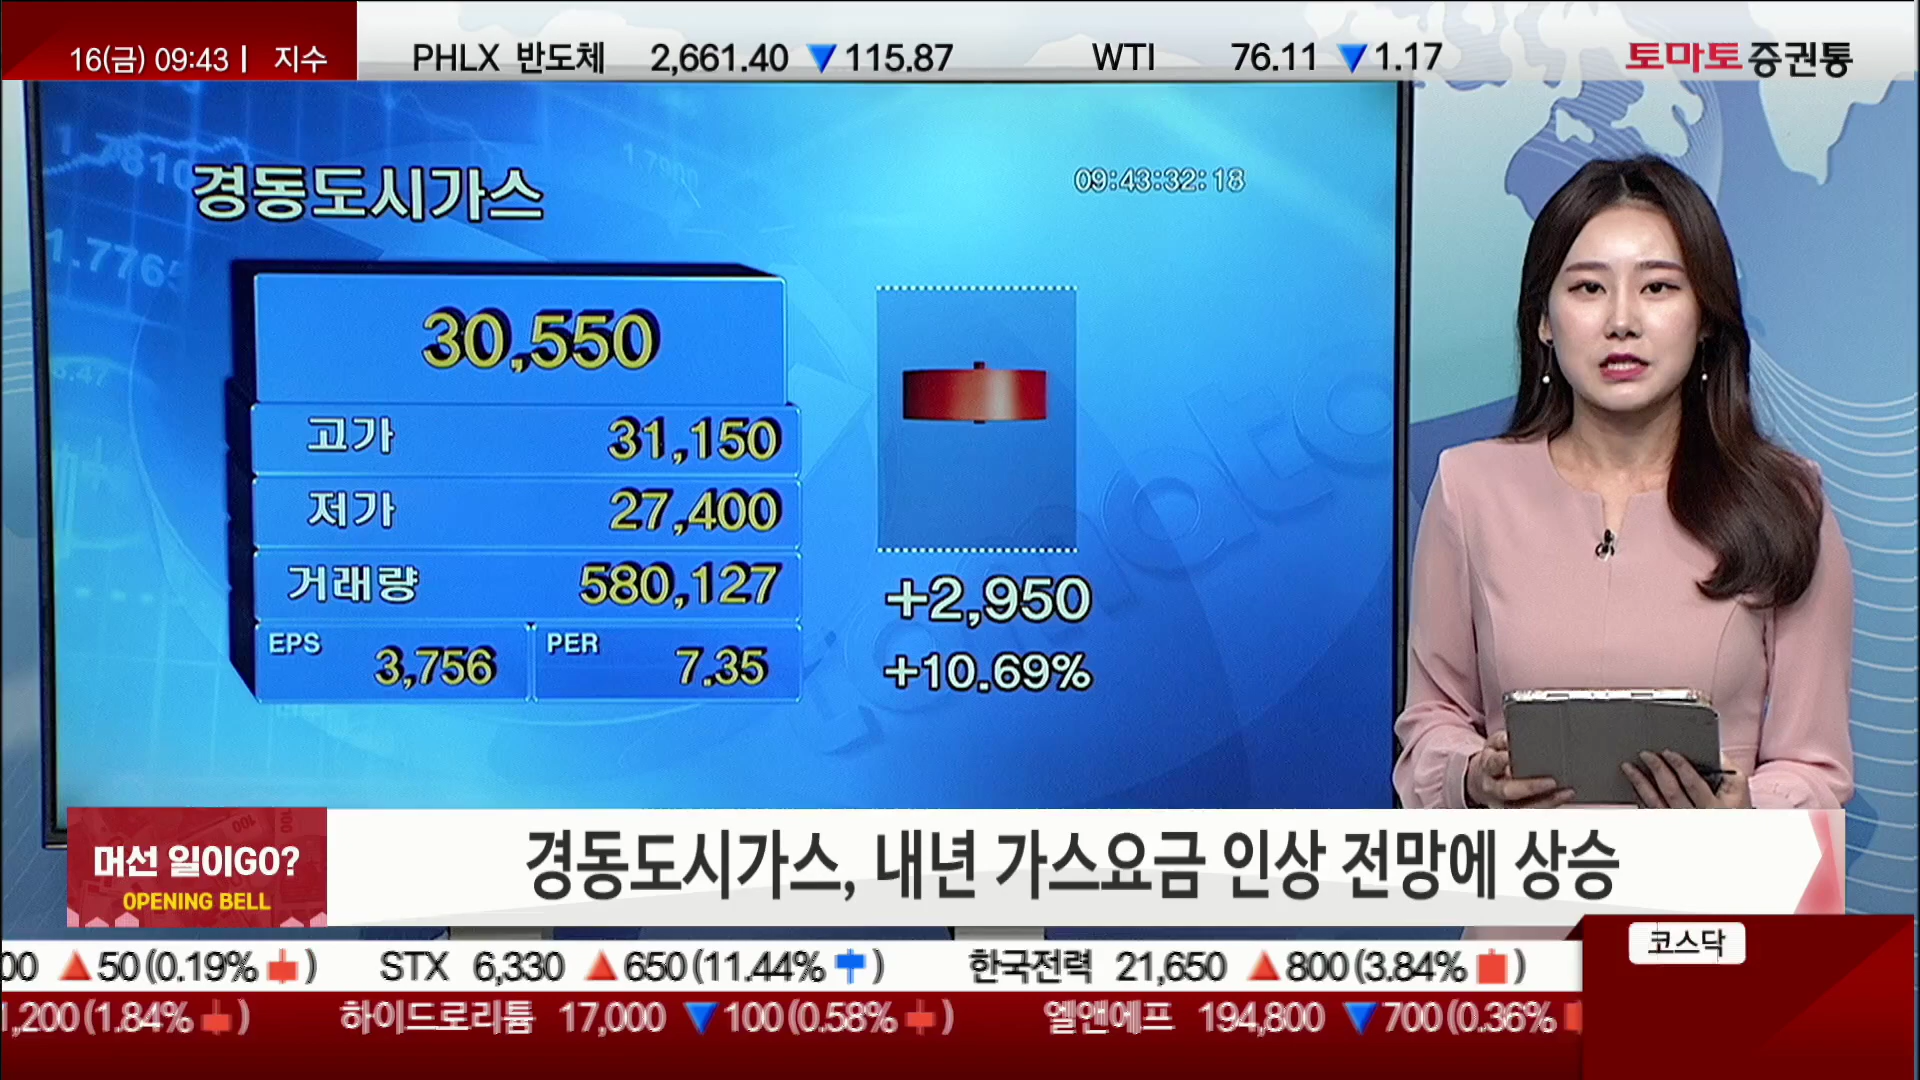 16(금) 09:43 | 지수
PHLX 반도체 2,661.40 ▼115.87 WTI 76.11 ▼1.17
토마토증권통
경동도시가스
09:43:32:18
30,550
고가 31,150
저가 27,400
거래량 580,127
EPS 3,756 PER 7.35
+2,950
+10.69%
머선 일이GO?
OPENING BELL
경동도시가스, 내년 가스요금 인상 전망에 상승
00 ▲50(0.19%) STX 6,330 ▲650(11.44%) 한국전력 21,650 ▲800(3.84%)
코스닥
1,200(1.84%) 하이드로리튬 17,000 ▼100(0.58%) 엘앤에프 194,800 ▼700(0.36%